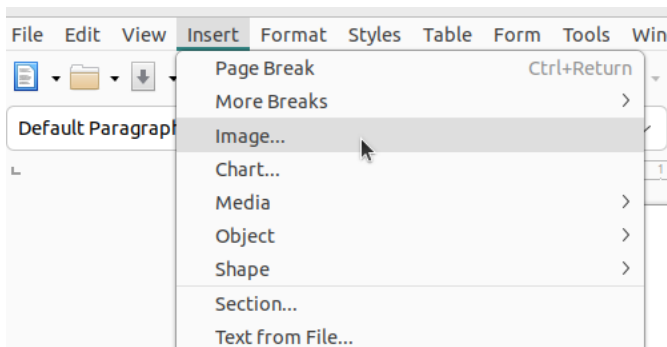 File Edit View Insert Format Styles Table Form Tools Win
Page Break Ctrl+Return
More Breaks
Default Paragraph
Image...
Chart...
1
Media
Object
Shape
Section...
Text from File...